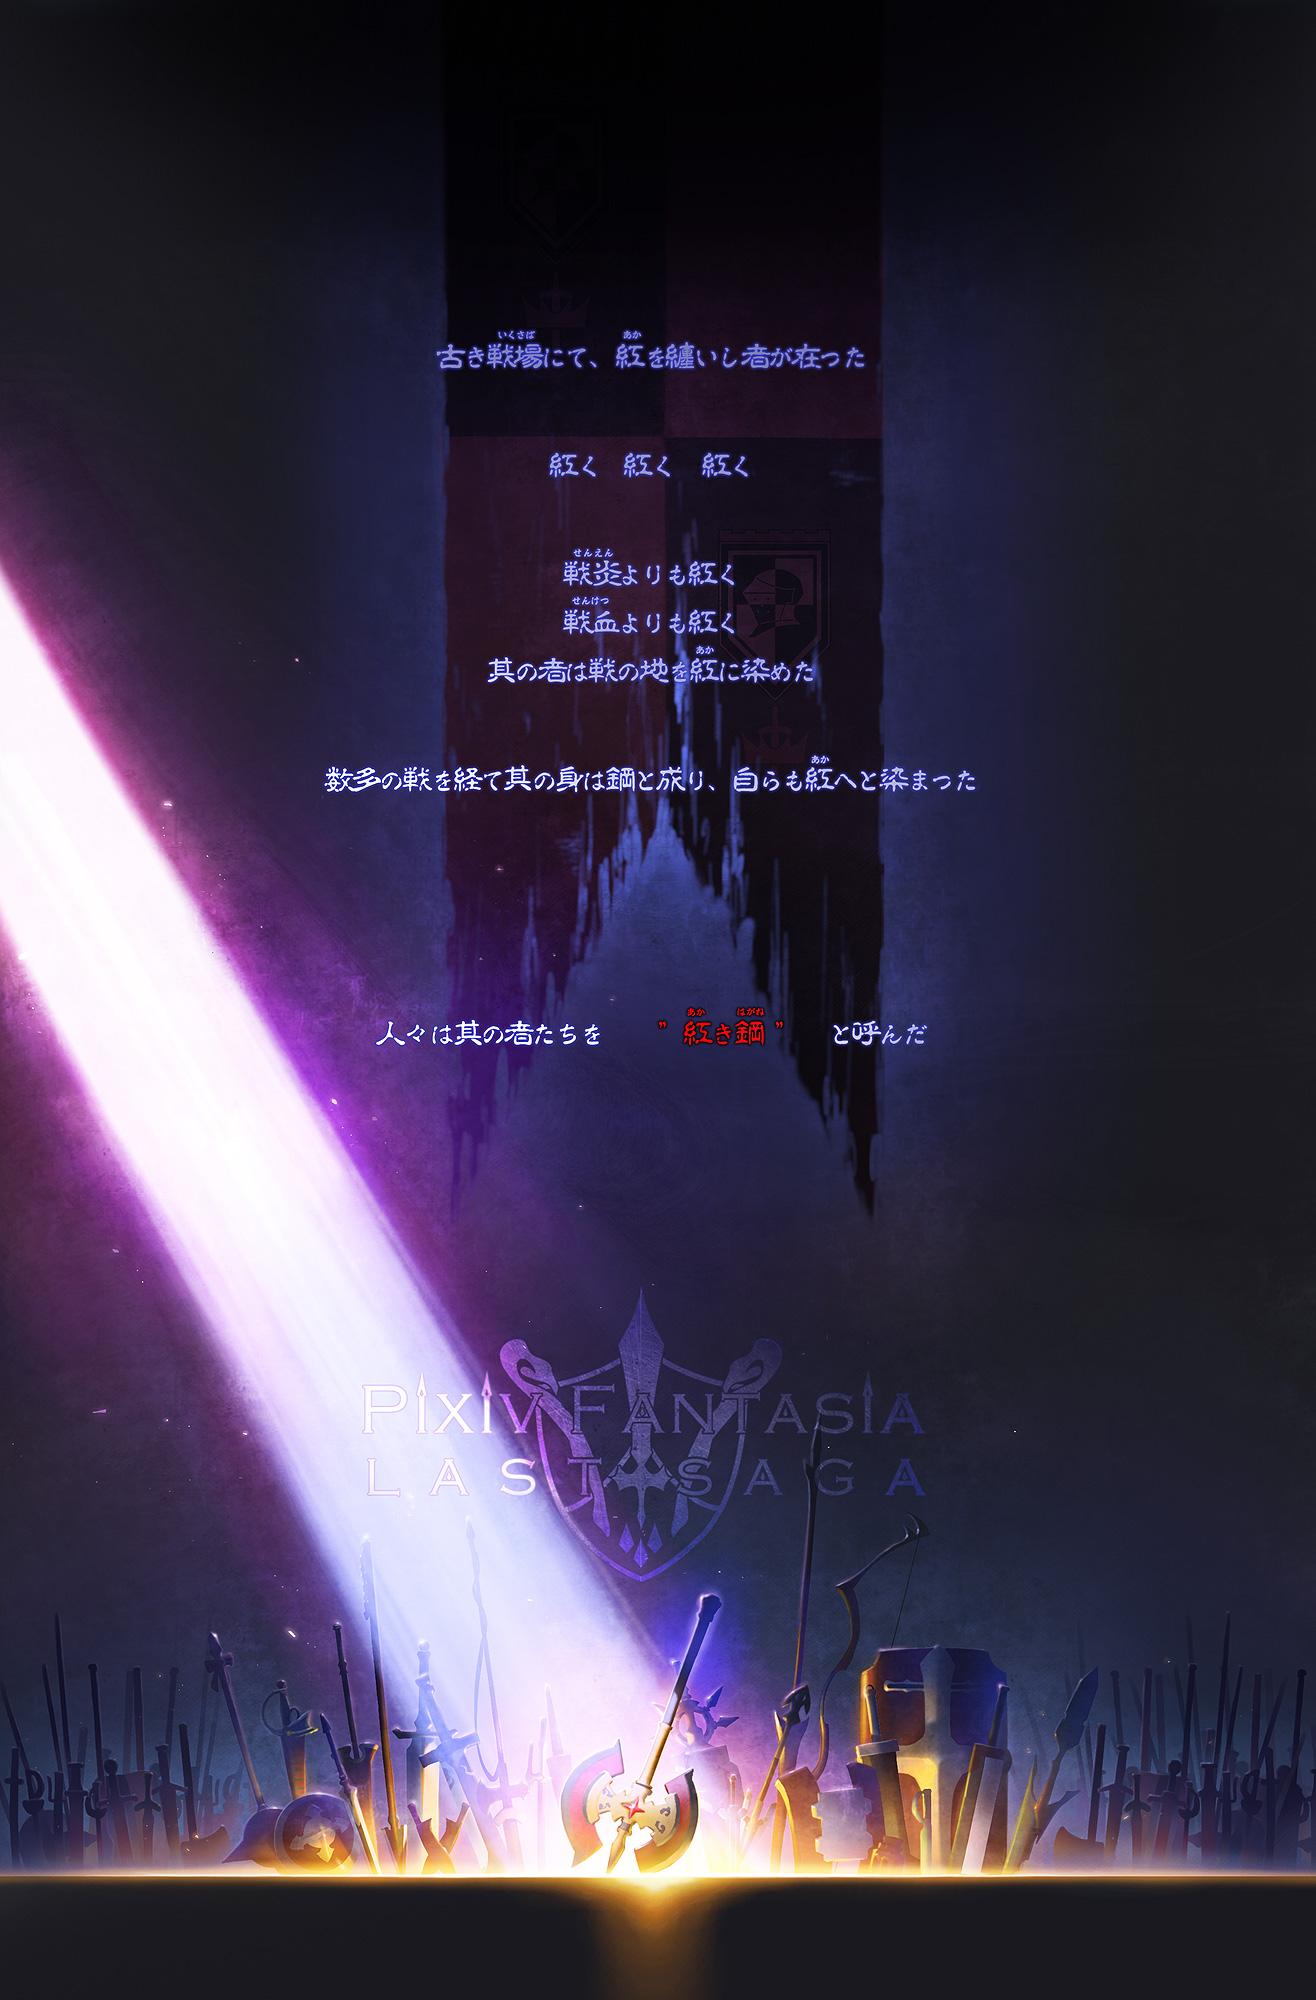 古き戦場にて、紅を纏いし者が在った
紅く 紅く 紅く
戦炎よりも紅く
戦血よりも紅く
其の者は戦の地を紅に染めた
数多の戦を経て其の身は鋼と成り、自らも紅へと染まった
人々は其の者たちを ”紅き鋼” と呼んだ
PIXIV FANTASIA
LAST SAGA